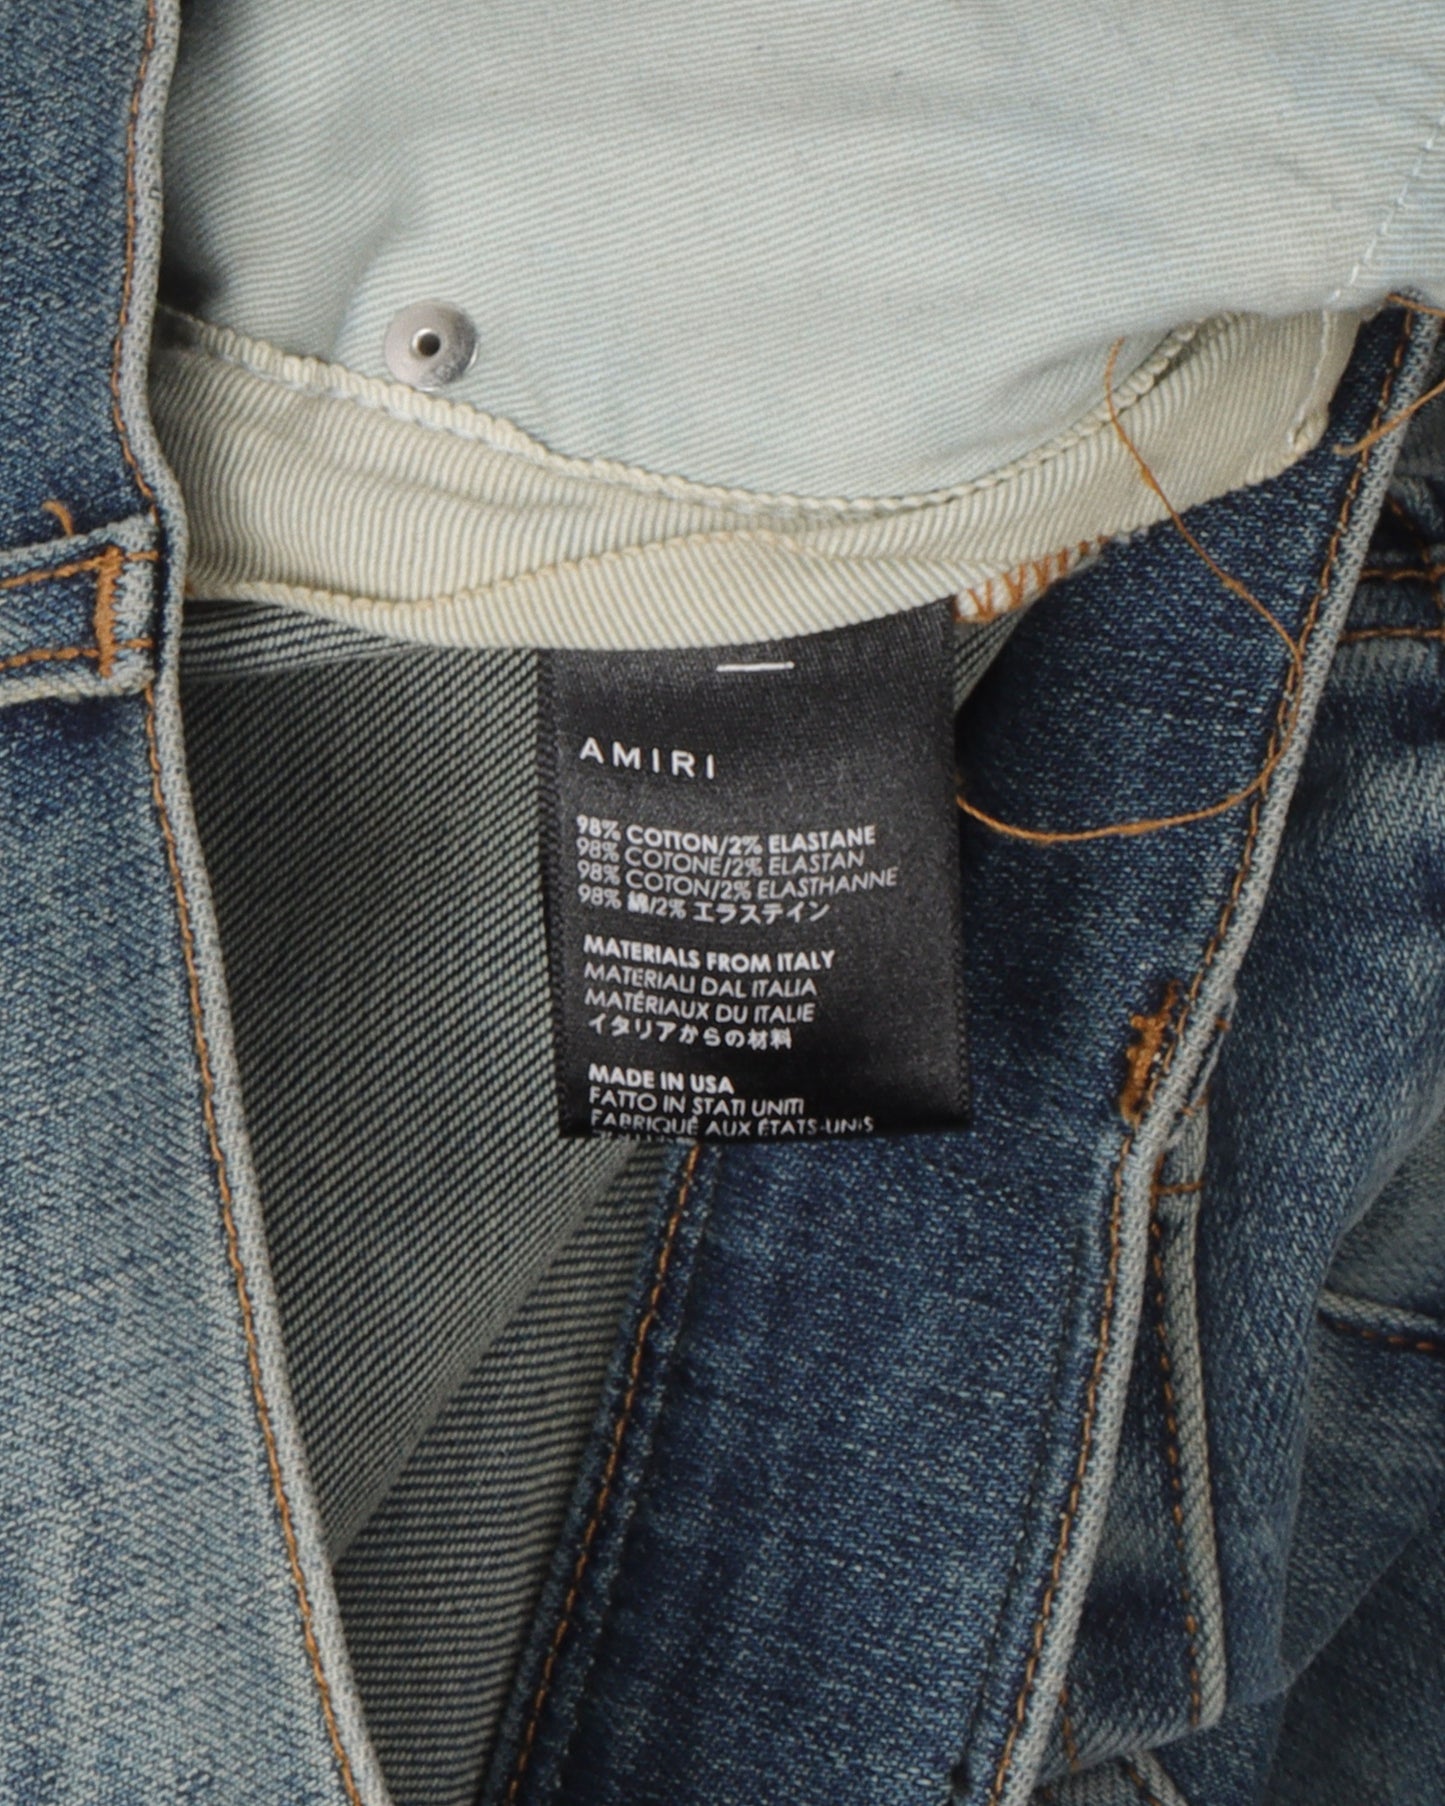 AMIRI
98% COTTON/2% ELASTANE
98% COTONE/2% ELASTAN
98% COTON/2% ELASTHANNE
98% 綿/2% エラステイン
MATERIALS FROM ITALY
MATERIALI DAL ITALIA
MATÉRIAUX DU ITALIE
イタリアからの材料
MADE IN USA
FATTO IN STATI UNITI
FABRIQUÉ AUX ÉTATS-UNIS